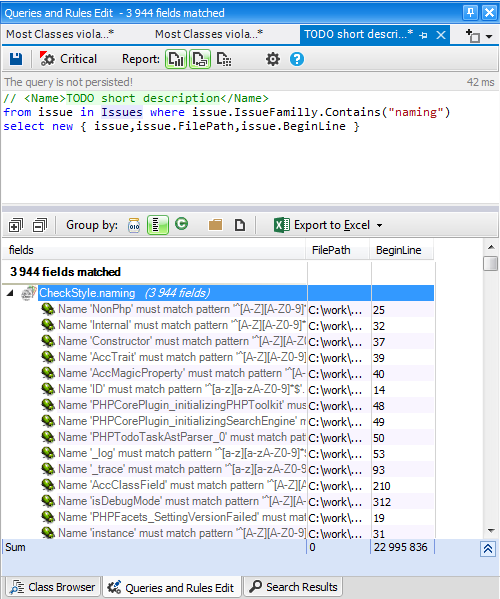 Queries and Rules Edit  - 3 944 fields matched
Most Classes viola... Most Classes viola... TODO short descri...*
Critical Report:
The query is not persisted! 42 ms
// <Name>TODO short description</Name>
from issue in Issues where issue.IssueFamilly.Contains("naming")
select new { issue,issue.FilePath,issue.BeginLine }
Group by: Export to Excel
fields FilePath BeginLine
3 944 fields matched
CheckStyle.naming (3 944 fields)
Name 'NonPhp' must match pattern '^[A-Z][A-Z0-9]* C:\work\... 25
Name 'Internal' must match pattern '^[A-Z][A-Z0-9]* C:\work\... 32
Name 'Constructor' must match pattern '^[A-Z][A-Z0 C:\work\... 37
Name 'AccTrait' must match pattern '^[A-Z][A-Z0-9]* C:\work\... 39
Name 'AccMagicProperty' must match pattern '^[A-Z C:\work\... 40
Name 'ID' must match pattern '^[a-z][a-zA-Z0-9]*$'. C:\work\... 14
Name 'PHPCorePlugin_initializingPHPToolkit' mus C:\work\... 48
Name 'PHPCorePlugin_initializingSearchEngine' m C:\work\... 49
Name 'PHPTodoTaskAstParser_0' must match patt C:\work\... 50
Name '_log' must match pattern '^[a-z][a-zA-Z0-9]*$ C:\work\... 53
Name '_trace' must match pattern '^[a-z][a-zA-Z0-9 C:\work\... 93
Name 'AccClassField' must match pattern '^[A-Z][A- C:\work\... 210
Name 'isDebugMode' must match pattern '^[A-Z][A- C:\work\... 312
Name 'PHPFacets_SettingVersionFailed' must mat C:\work\... 19
Name 'instance' must match pattern '^[A-Z][A-Z0-9] C:\work\... 31
Sum 0 22 995 836
Class Browser Queries and Rules Edit Search Results